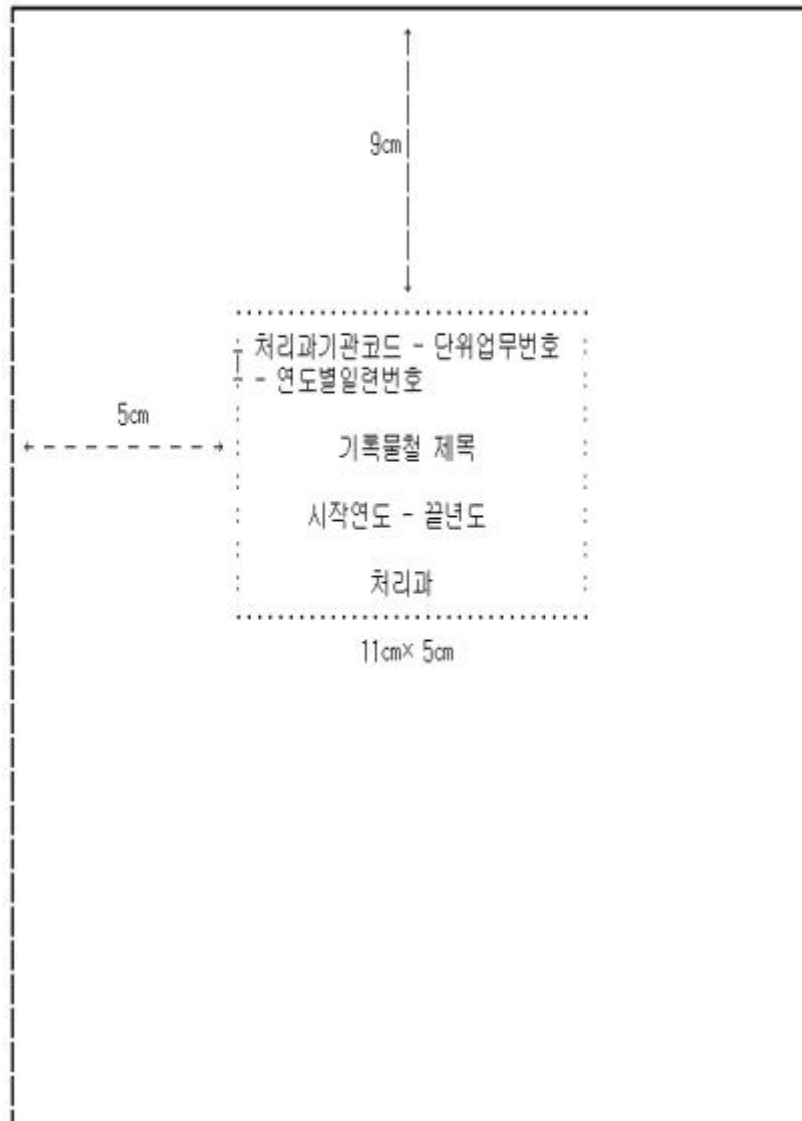 9cm
처리과기관코드 - 단위업무번호
- 연도별일련번호
5cm
기록물철 제목
시작연도 - 끝년도
처리과
11cm× 5cm